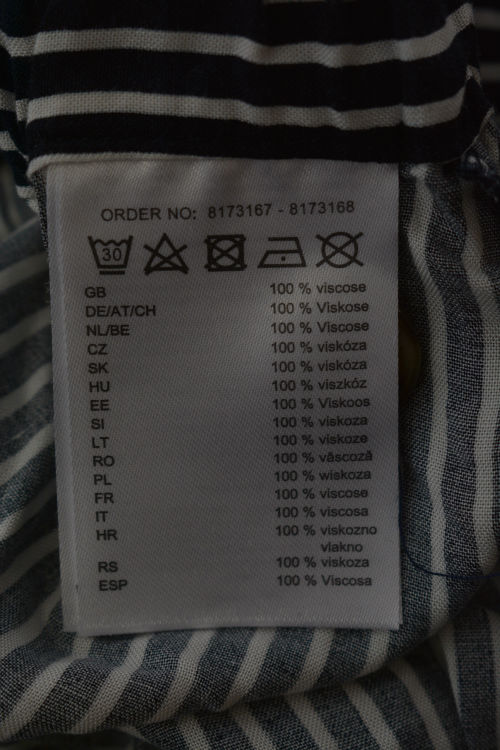 ORDER NO: 8173167 - 8173168
30
GB 100 % viscose
DE/AT/CH 100 % Viskose
NL/BE 100 % Viscose
CZ 100 % viskóza
SK 100 % viskóza
HU 100 % viszkóz
EE 100 % Viskoos
SI 100 % viskoza
LT 100 % viskoze
RO 100 % vâscoză
PL 100 % wiskoza
FR 100 % viscose
IT 100 % viscosa
HR 100 % viskozno
vlakno
RS 100 % viskoza
ESP 100 % Viscosa